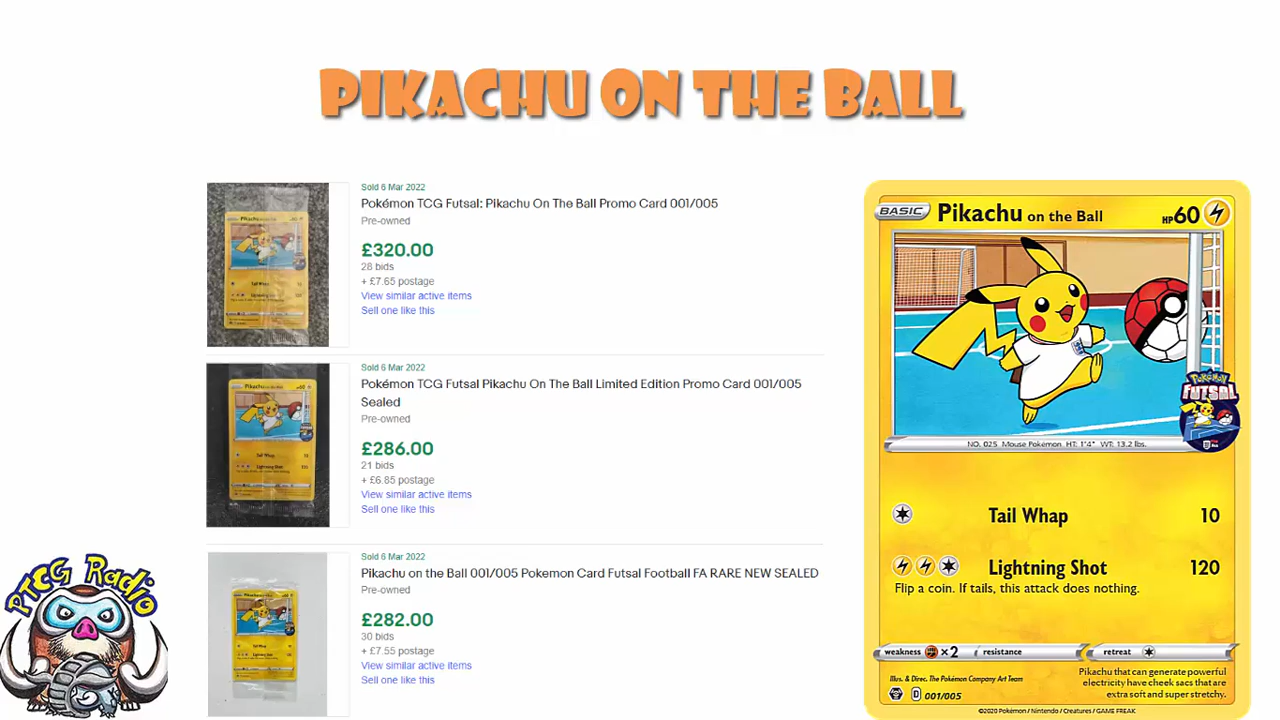 PIKACHU ON THE BALL
Sold 6 Mar 2022
Pokémon TCG Futsal: Pikachu On The Ball Promo Card 001/005
Pre-owned
£320.00
28 bids
+ £7.65 postage
View similar active items
Sell one like this
Sold 6 Mar 2022
Pokémon TCG Futsal Pikachu On The Ball Limited Edition Promo Card 001/005
Sealed
Pre-owned
£286.00
21 bids
+ £6.85 postage
View similar active items
Sell one like this
Sold 6 Mar 2022
Pikachu on the Ball 001/005 Pokemon Card Futsal Football FA RARE NEW SEALED
Pre-owned
£282.00
30 bids
+ £7.55 postage
View similar active items
Sell one like this
PTCG Radio
BASIC Pikachu on the Ball HP60
Pokémon
FUTSAL
NO. 025 Mouse Pokémon HT: 1'4" WT: 13.2 lbs.
Tail Whap 10
Lightning Shot 120
Flip a coin. If tails, this attack does nothing.
weakness ×2 resistance retreat
Illus. & Direc. The Pokémon Company Art Team
Pikachu that can generate powerful
electricity have cheek sacs that are
extra soft and super stretchy.
D 001/005
©2020 Pokémon / Nintendo / Creatures / GAME FREAK